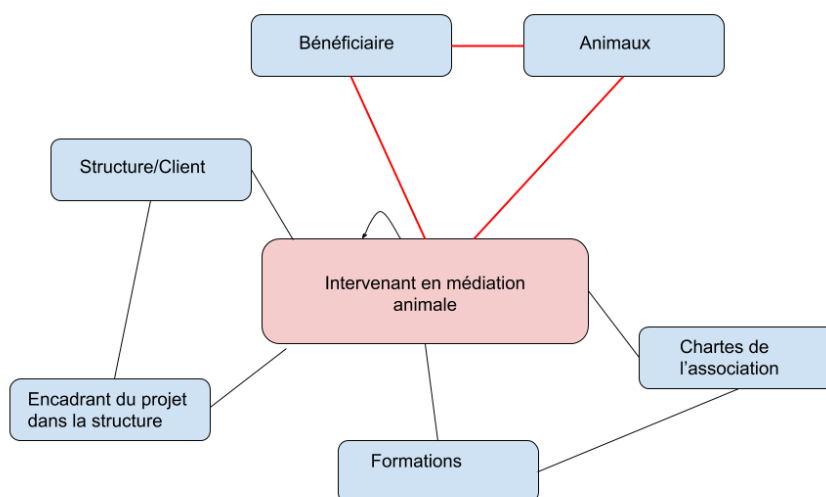 Bénéficiaire
Animaux
Structure/Client
Intervenant en médiation
animale
Chartes de
l’association
Encadrant du projet
dans la structure
Formations